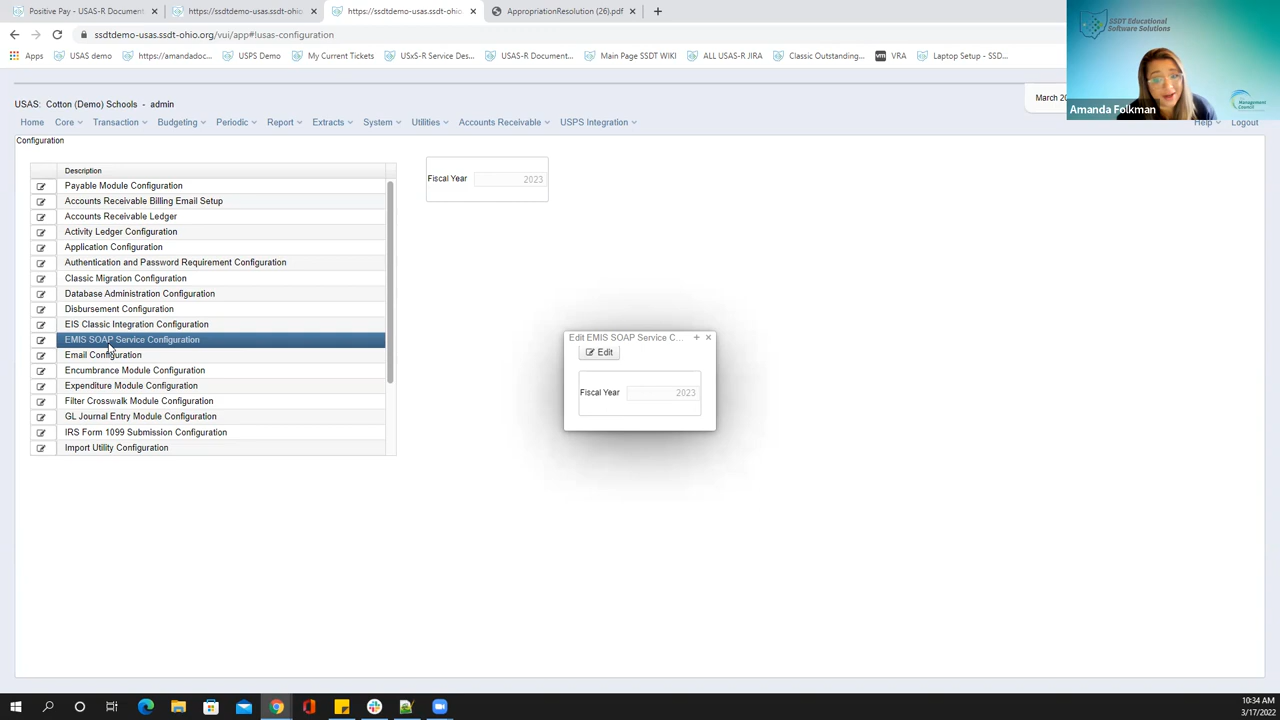 Positive Pay - USAS-R Document
https://ssdtdemo-usas.ssdt-ohio.
https://ssdtdemo-usas.ssdt-ohio
AppropriationResolution (26).pdf
ssdtdemo-usas.ssdt-ohio.org/vui/app#!usas-configuration
Apps
USAS demo
https://amandadoc...
USPS Demo
My Current Tickets
USxS-R Service Des...
USAS-R Document...
Main Page SSDT WIKI
ALL USAS-R JIRA
Classic Outstanding...
vm VRA
Laptop Setup - SSD...
SSDT Educational
Software Solutions
Management
Council
Amanda Folkman
USAS: Cotton (Demo) Schools - admin
March 20
Home Core Transaction Budgeting Periodic Report Extracts System Utilities Accounts Receivable USPS Integration Help Logout
Configuration
Description
Payable Module Configuration
Accounts Receivable Billing Email Setup
Accounts Receivable Ledger
Activity Ledger Configuration
Application Configuration
Authentication and Password Requirement Configuration
Classic Migration Configuration
Database Administration Configuration
Disbursement Configuration
EIS Classic Integration Configuration
EMIS SOAP Service Configuration
Email Configuration
Encumbrance Module Configuration
Expenditure Module Configuration
Filter Crosswalk Module Configuration
GL Journal Entry Module Configuration
IRS Form 1099 Submission Configuration
Import Utility Configuration
Fiscal Year 2023
Edit EMIS SOAP Service C...
Edit
Fiscal Year 2023
10:34 AM
3/17/2022